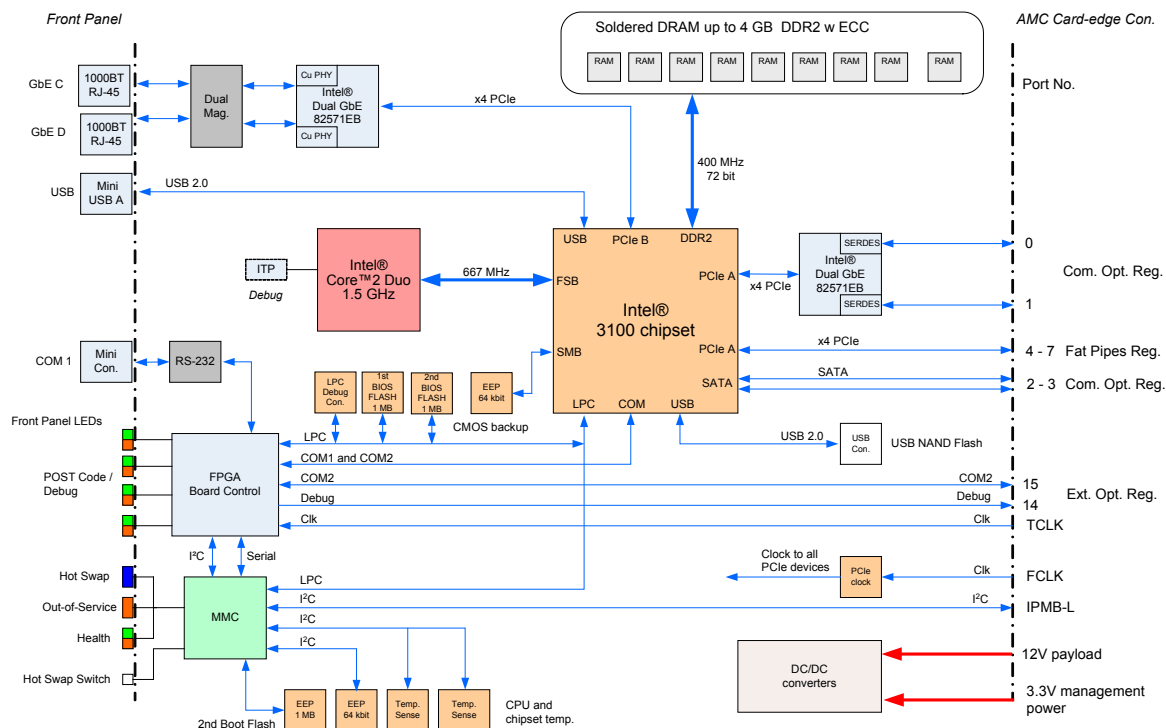 Front Panel
Soldered DRAM up to 4 GB DDR2 w ECC
AMC Card-edge Con.
RAM RAM RAM RAM RAM RAM RAM RAM RAM
Port No.
GbE C
1000BT
RJ-45
GbE D
1000BT
RJ-45
Dual
Mag.
Cu PHY
Intel®
Dual GbE
82571EB
Cu PHY
x4 PCIe
400 MHz
72 bit
USB
Mini
USB A
USB 2.0
USB PCIe B DDR2
FSB
PCIe A
Intel®
3100 chipset
SMB
PCIe A
SATA
LPC COM USB
ITP
Debug
Intel®
Core™2 Duo
1.5 GHz
667 MHz
x4 PCIe
SERDES
Intel®
Dual GbE
82571EB
SERDES
0
Com. Opt. Reg.
1
x4 PCIe
4 - 7 Fat Pipes Reg.
SATA
2 - 3 Com. Opt. Reg.
COM 1
Mini
Con.
RS-232
LPC
Debug
Con.
1st
BIOS
FLASH
1 MB
2nd
BIOS
FLASH
1 MB
EEP
64 kbit
CMOS backup
USB 2.0
USB
Con.
USB NAND Flash
Front Panel LEDs
POST Code /
Debug
FPGA
Board Control
LPC
COM1 and COM2
COM2
COM2
15
Ext. Opt. Reg.
Debug
Debug
14
Clk
Clk
TCLK
I²C
Serial
Hot Swap
Out-of-Service
Health
Hot Swap Switch
MMC
LPC
I²C
I²C
I²C
Clock to all
PCIe devices
PCIe
clock
Clk
FCLK
I²C
IPMB-L
DC/DC
converters
12V payload
3.3V management
power
2nd Boot Flash
EEP
1 MB
EEP
64 kbit
Temp.
Sense
Temp.
Sense
CPU and
chipset temp.